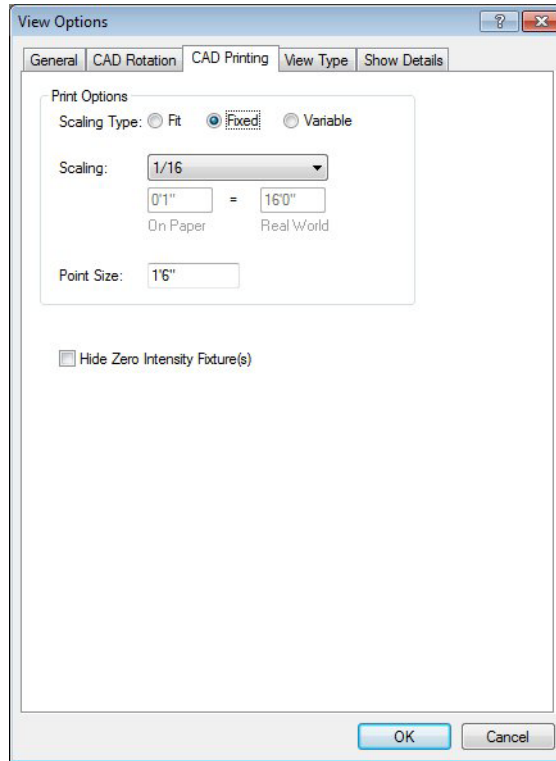 View Options
General CAD Rotation CAD Printing View Type Show Details
Print Options
Scaling Type: Fit Fixed Variable
Scaling: 1/16
0'1" = 16'0"
On Paper Real World
Point Size: 1'6"
Hide Zero Intensity Fixture(s)
OK Cancel